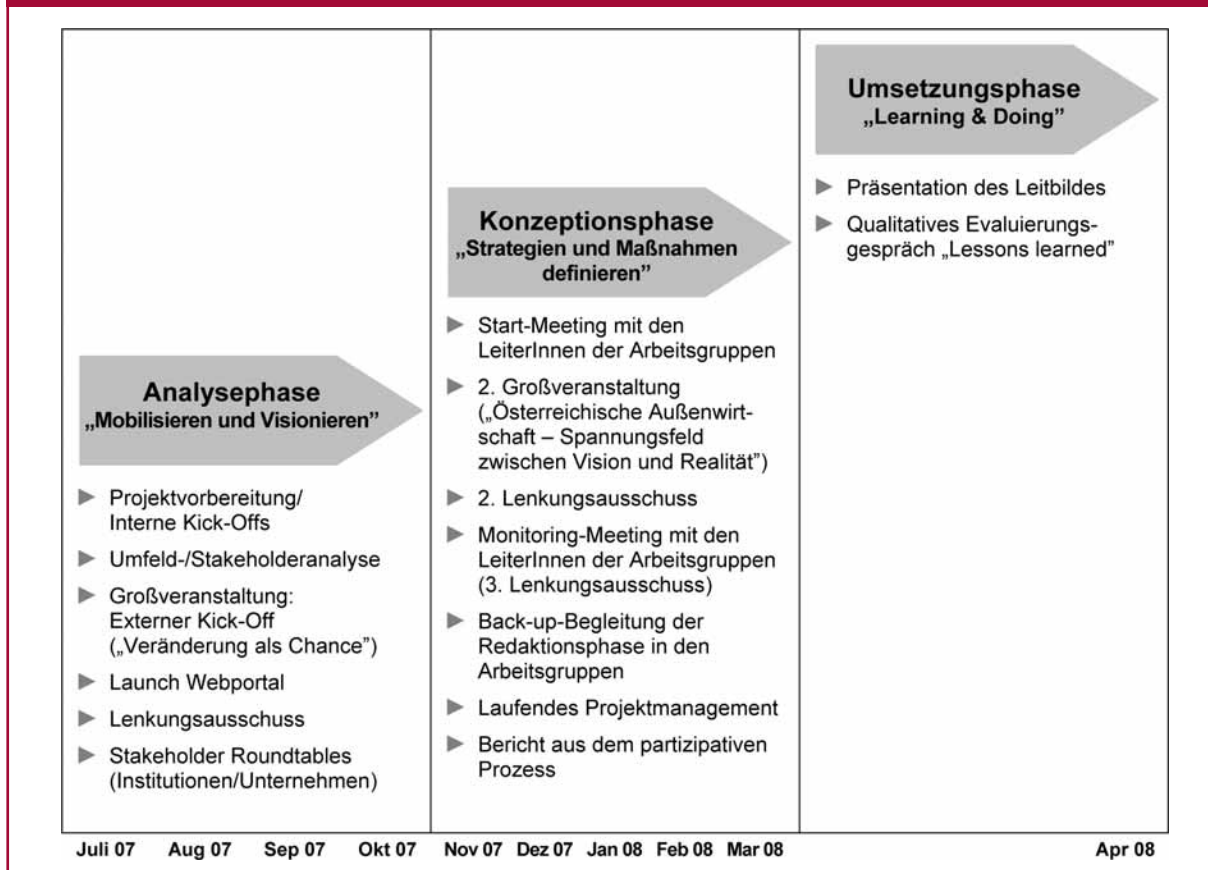 Analysephase
„Mobilisieren und Visionieren”
Projektvorbereitung/
Interne Kick-Offs
Umfeld-/Stakeholderanalyse
Großveranstaltung:
Externer Kick-Off
(„Veränderung als Chance”)
Launch Webportal
Lenkungsausschuss
Stakeholder Roundtables
(Institutionen/Unternehmen)
Konzeptionsphase
„Strategien und Maßnahmen
definieren”
Start-Meeting mit den
LeiterInnen der Arbeitsgruppen
2. Großveranstaltung
(„Österreichische Außenwirt-
schaft – Spannungsfeld
zwischen Vision und Realität”)
2. Lenkungsausschuss
Monitoring-Meeting mit den
LeiterInnen der Arbeitsgruppen
(3. Lenkungsausschuss)
Back-up-Begleitung der
Redaktionsphase in den
Arbeitsgruppen
Laufendes Projektmanagement
Bericht aus dem partizipativen
Prozess
Umsetzungsphase
„Learning & Doing”
Präsentation des Leitbildes
Qualitatives Evaluierungs-
gespräch „Lessons learned”
Juli 07 Aug 07 Sep 07 Okt 07 Nov 07 Dez 07 Jan 08 Feb 08 Mar 08 Apr 08